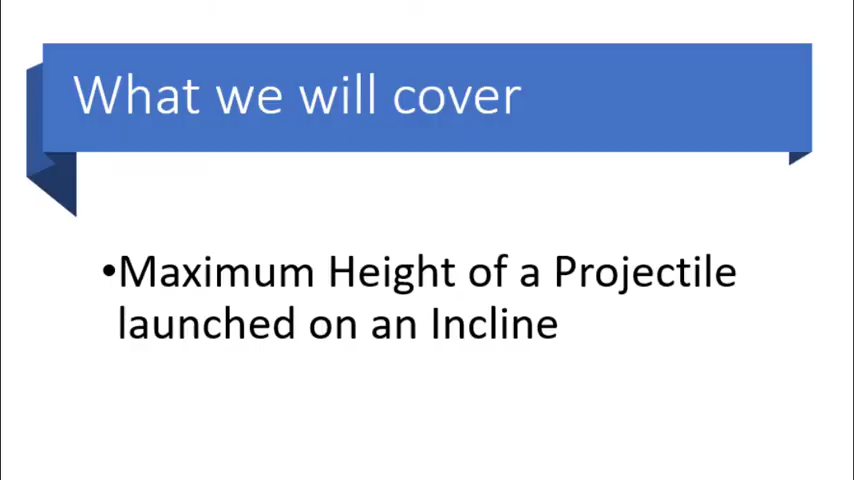 What we will cover
•Maximum Height of a Projectile
launched on an Incline